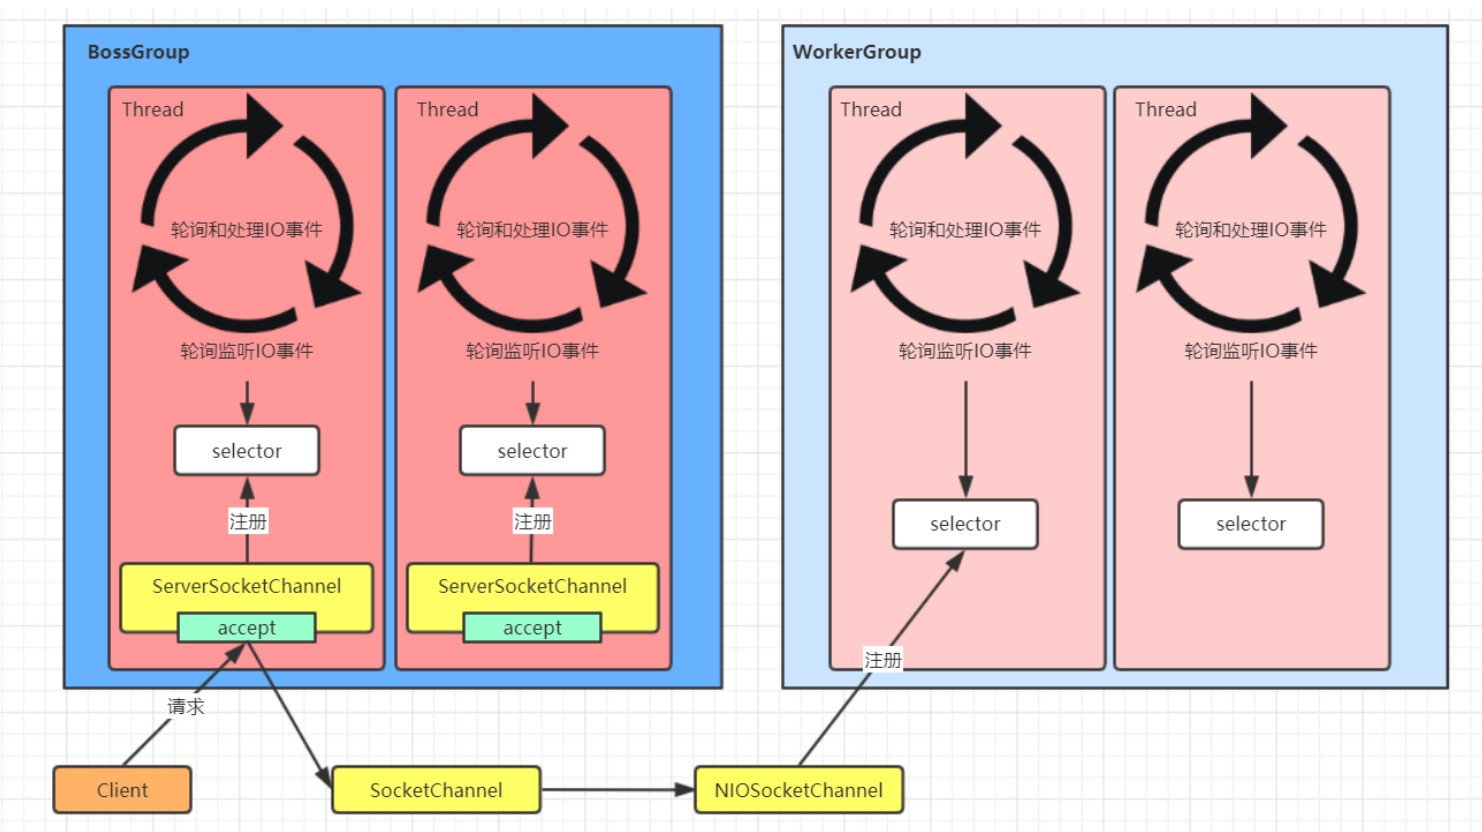 BossGroup
Thread
轮询和处理IO事件
轮询监听IO事件
selector
注册
ServerSocketChannel
accept
Thread
轮询和处理IO事件
轮询监听IO事件
selector
注册
ServerSocketChannel
accept
WorkerGroup
Thread
轮询和处理IO事件
轮询监听IO事件
selector
注册
Thread
轮询和处理IO事件
轮询监听IO事件
selector
请求
Client
SocketChannel
NIOSocketChannel